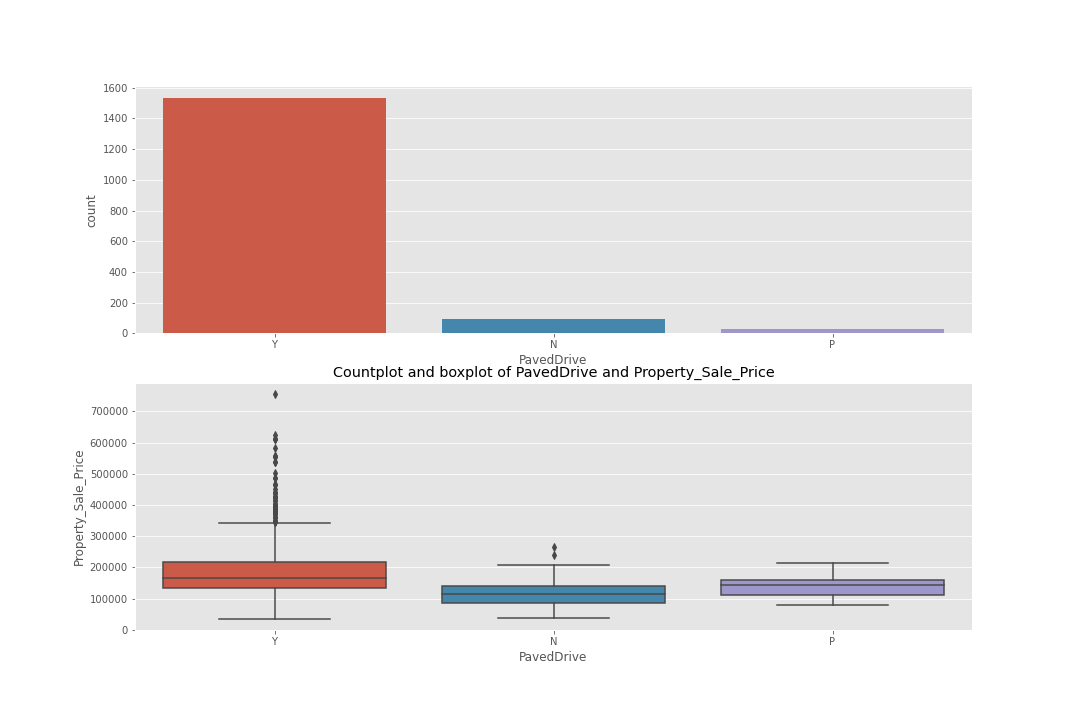 1600
1400
1200
1000
800
600
400
200
0
count
Y N P
PavedDrive
Countplot and boxplot of PavedDrive and Property_Sale_Price
700000
600000
500000
400000
300000
200000
100000
0
Property_Sale_Price
Y N P
PavedDrive